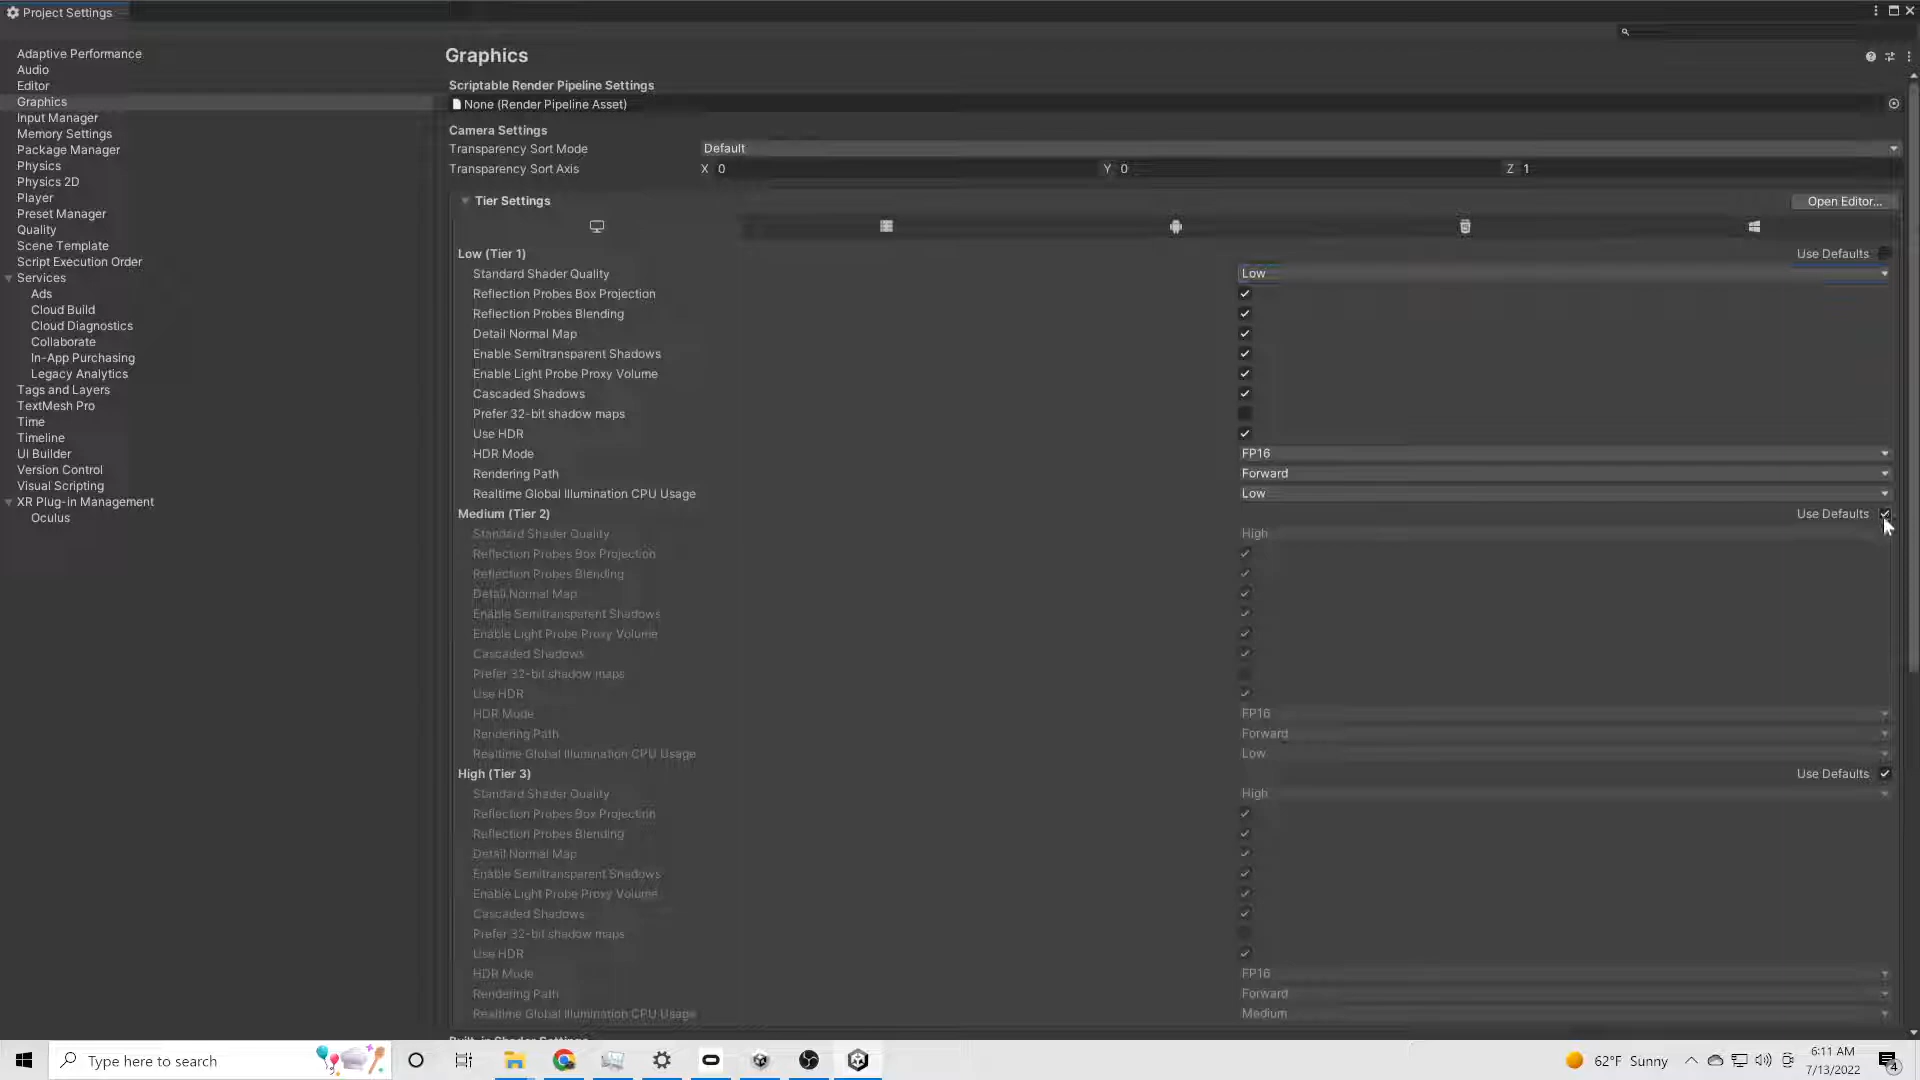 Project Settings
Adaptive Performance
Audio
Editor
Graphics
Input Manager
Memory Settings
Package Manager
Physics
Physics 2D
Player
Preset Manager
Quality
Scene Template
Script Execution Order
Services
Ads
Cloud Build
Cloud Diagnostics
Collaborate
In-App Purchasing
Legacy Analytics
Tags and Layers
TextMesh Pro
Time
Timeline
UI Builder
Version Control
Visual Scripting
XR Plug-in Management
Oculus
Graphics
Scriptable Render Pipeline Settings
None (Render Pipeline Asset)
Camera Settings
Transparency Sort Mode Default
Transparency Sort Axis X 0 Y 0 Z 1
Tier Settings Open Editor...
Low (Tier 1) Use Defaults
Standard Shader Quality Low
Reflection Probes Box Projection
Reflection Probes Blending
Detail Normal Map
Enable Semitransparent Shadows
Enable Light Probe Proxy Volume
Cascaded Shadows
Prefer 32-bit shadow maps
Use HDR
HDR Mode FP16
Rendering Path Forward
Realtime Global Illumination CPU Usage Low
Medium (Tier 2) Use Defaults
Standard Shader Quality High
Reflection Probes Box Projection
Reflection Probes Blending
Detail Normal Map
Enable Semitransparent Shadows
Enable Light Probe Proxy Volume
Cascaded Shadows
Prefer 32-bit shadow maps
Use HDR
HDR Mode FP16
Rendering Path Forward
Realtime Global Illumination CPU Usage Low
High (Tier 3) Use Defaults
Standard Shader Quality High
Reflection Probes Box Projection
Reflection Probes Blending
Detail Normal Map
Enable Semitransparent Shadows
Enable Light Probe Proxy Volume
Cascaded Shadows
Prefer 32-bit shadow maps
Use HDR
HDR Mode FP16
Rendering Path Forward
Realtime Global Illumination CPU Usage Medium
Type here to search
62°F Sunny
6:11 AM
7/13/2022
4